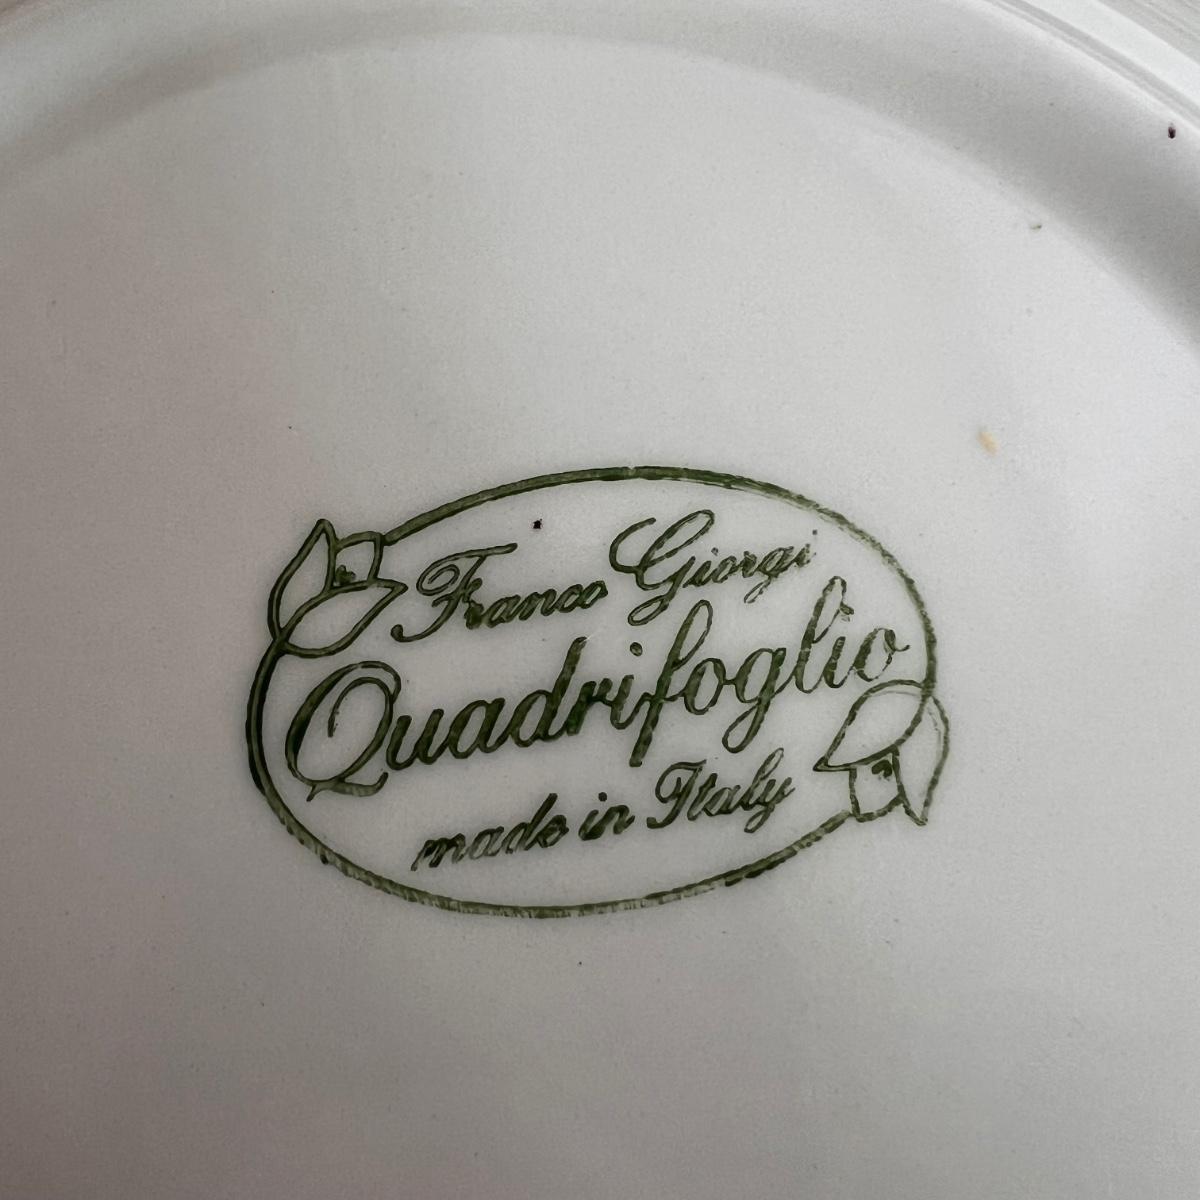 Franco Giorgi
Quadrifoglio
made in Italy